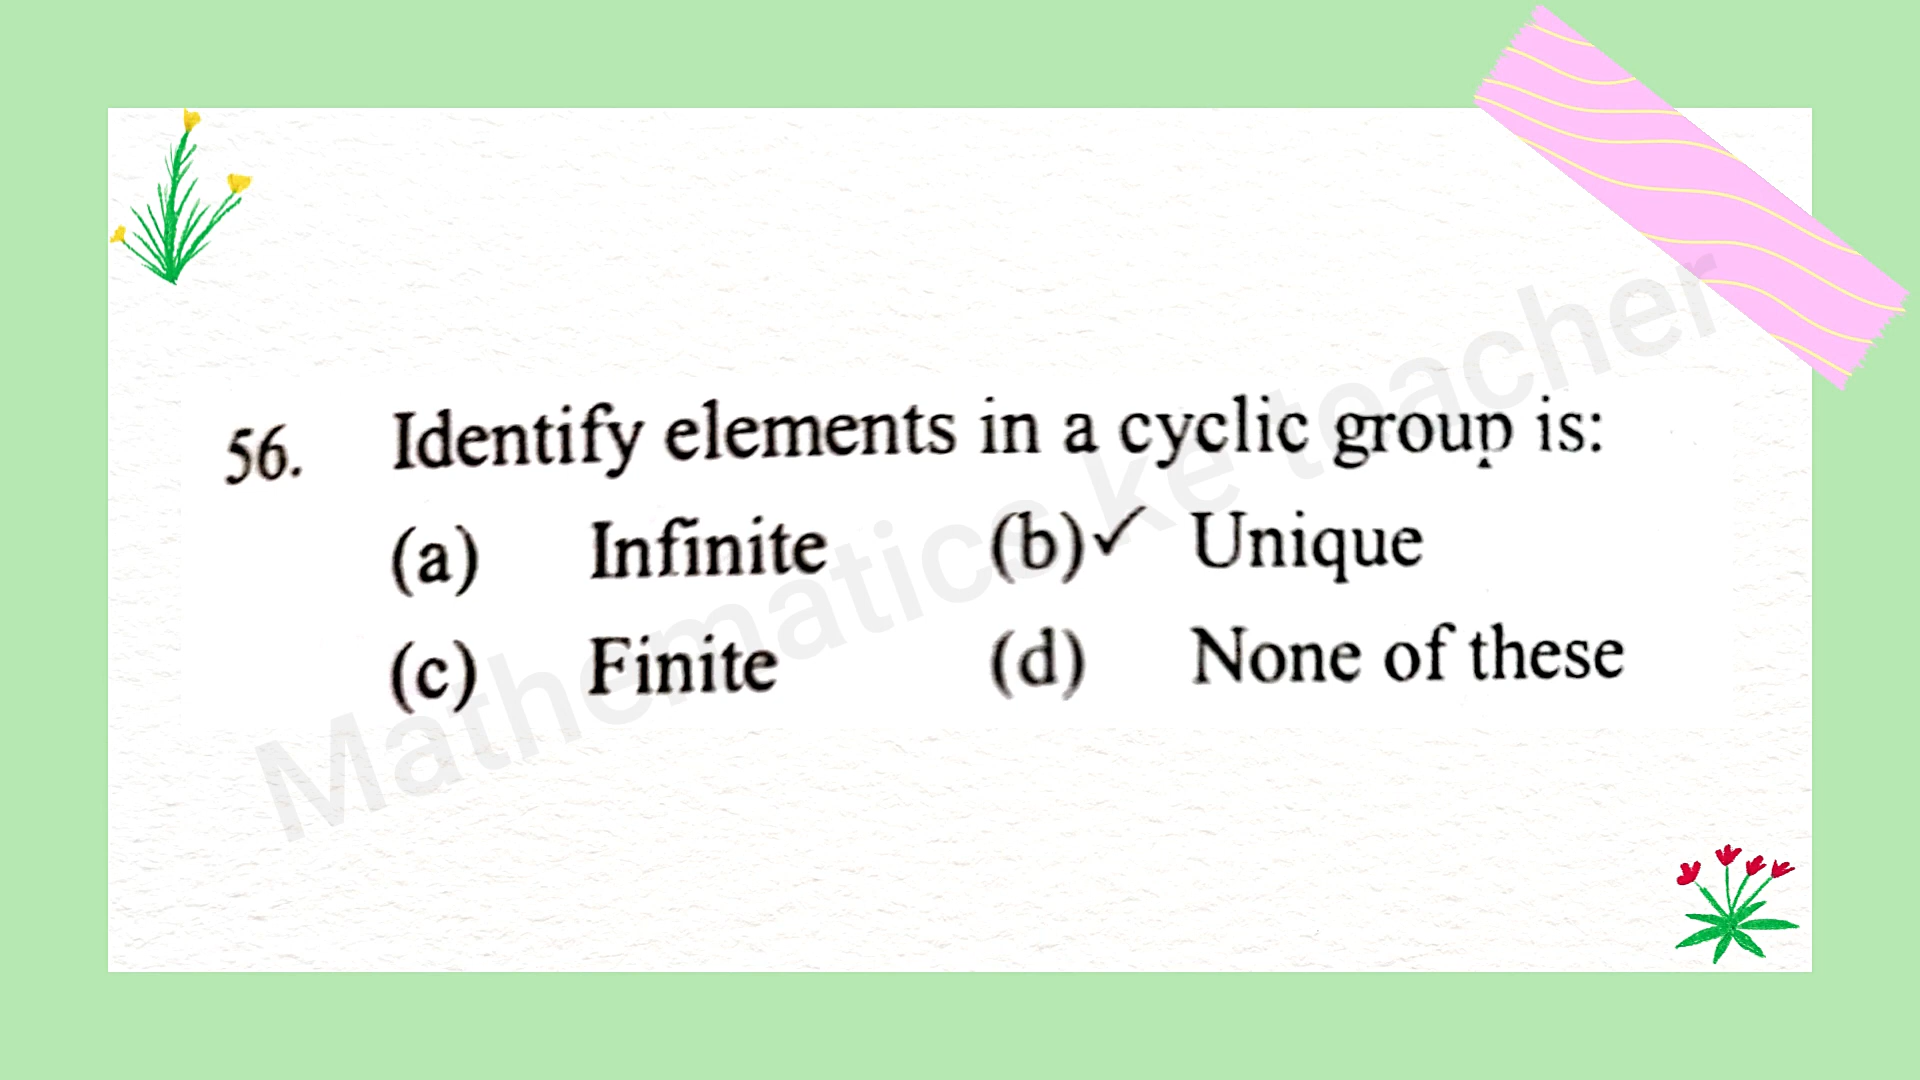 56. Identify elements in a cyclic group is:
(a) Infinite (b)✓ Unique
(c) Finite (d) None of these
Mathematics ke teacher